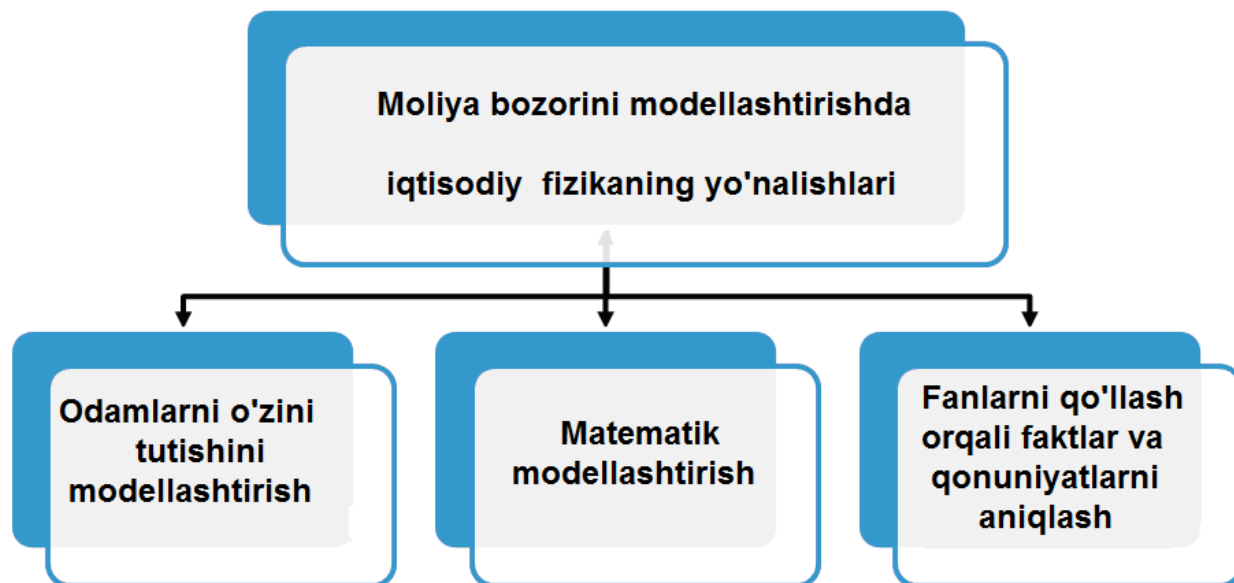 Moliya bozorini modellashtirishda
iqtisodiy fizikaning yo'nalishlari
Odamlarni o'zini
tutishini
modellashtirish
Matematik
modellashtirish
Fanlarni qo'llash
orqali faktlar va
qonuniyatlarni
aniqlash